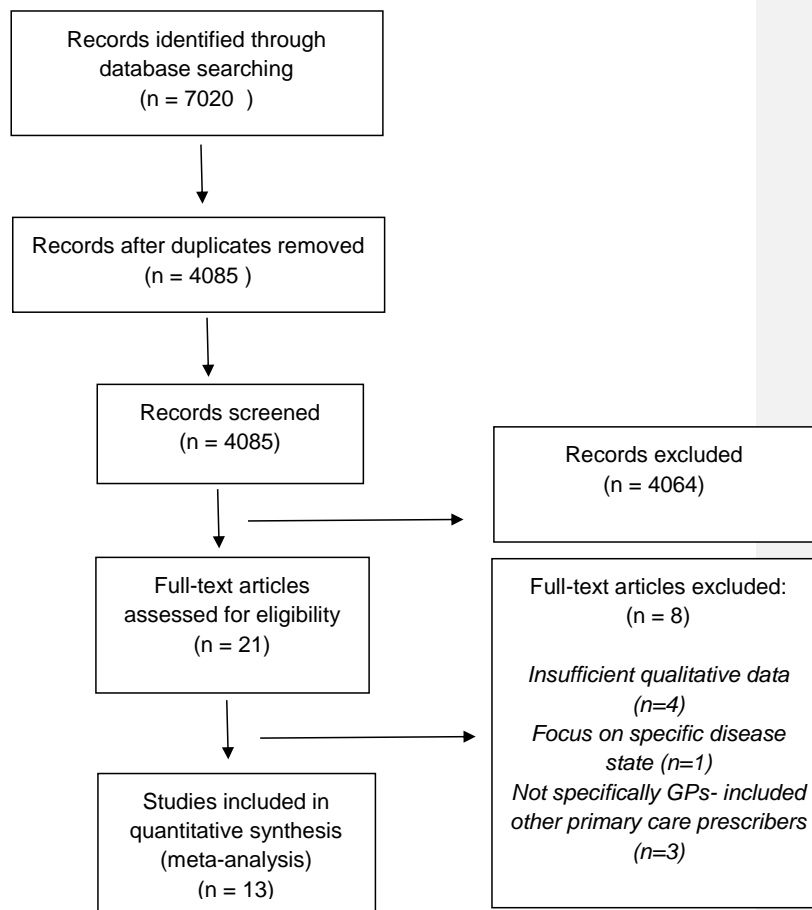 Records identified through
database searching
(n = 7020  )
Records after duplicates removed
(n = 4085 )
Records screened
(n = 4085)
Records excluded
(n = 4064)
Full-text articles
assessed for eligibility
(n = 21)
Full-text articles excluded:
(n = 8)
Insufficient qualitative data
(n=4)
Focus on specific disease
state (n=1)
Not specifically GPs- included
other primary care prescribers
(n=3)
Studies included in
quantitative synthesis
(meta-analysis)
(n = 13)